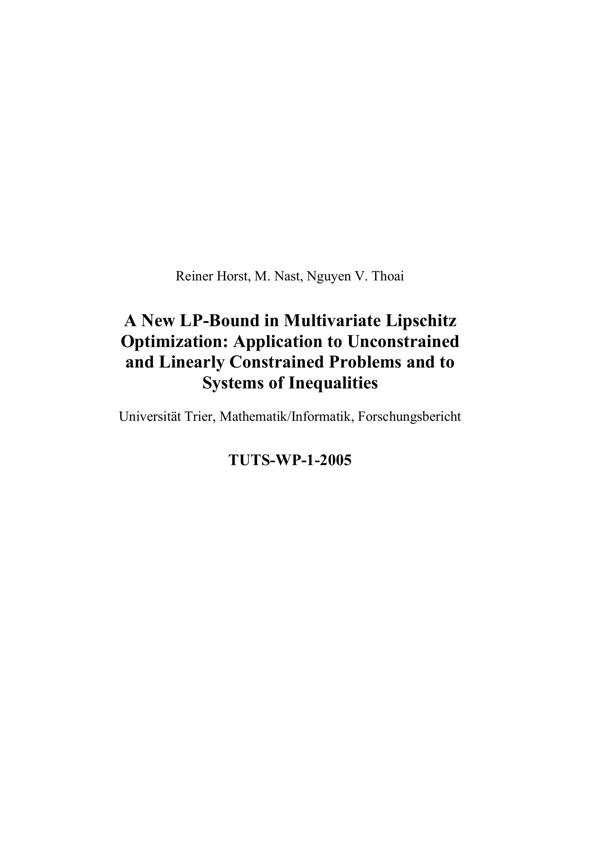 Reiner Horst, M. Nast, Nguyen V. Thoai
A New LP-Bound in Multivariate Lipschitz
Optimization: Application to Unconstrained
and Linearly Constrained Problems and to
Systems of Inequalities
Universität Trier, Mathematik/Informatik, Forschungsbericht
TUTS-WP-1-2005